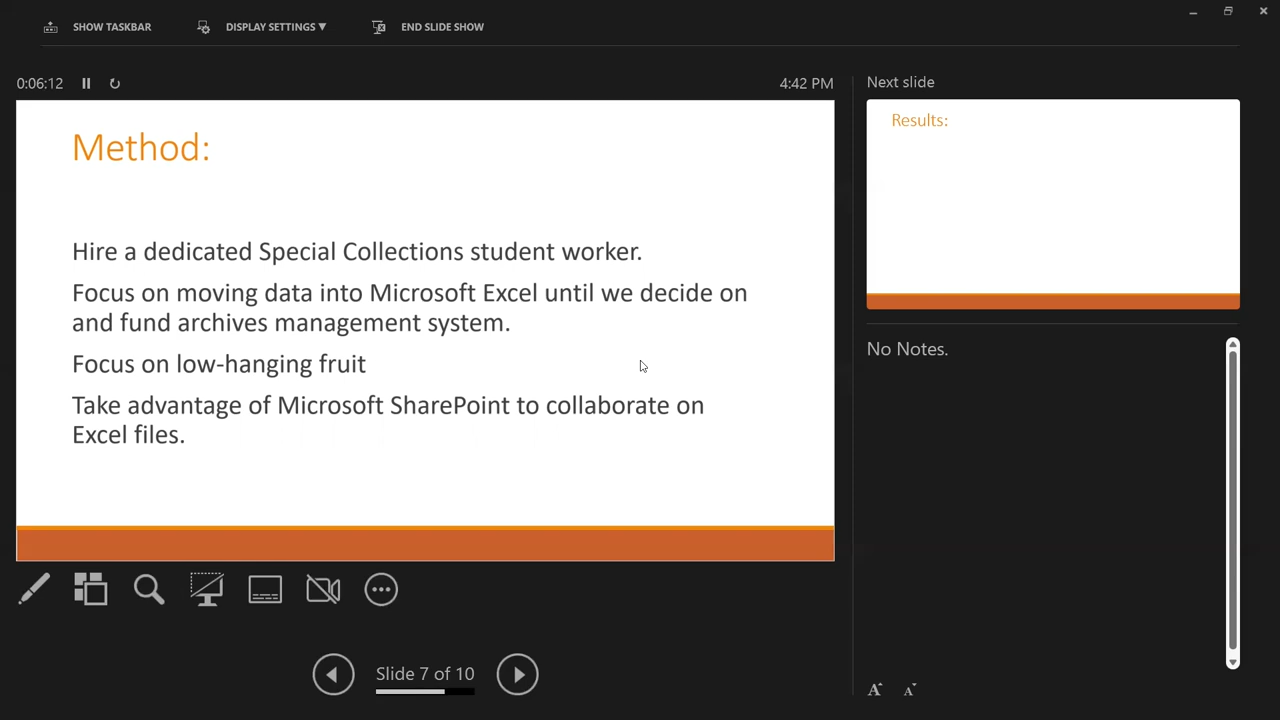 SHOW TASKBAR
DISPLAY SETTINGS ▼
END SLIDE SHOW
0:06:12
4:42 PM
Method:
Hire a dedicated Special Collections student worker.
Focus on moving data into Microsoft Excel until we decide on
and fund archives management system.
Focus on low-hanging fruit
Take advantage of Microsoft SharePoint to collaborate on
Excel files.
Slide 7 of 10
Next slide
Results:
No Notes.
A A